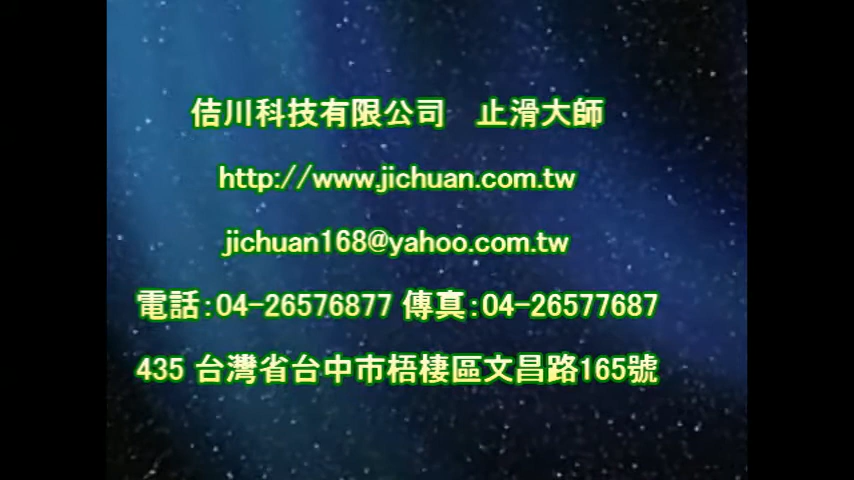 佶川科技有限公司　止滑大師
http://www.jichuan.com.tw
jichuan168@yahoo.com.tw
電話:04-26576877 傳真:04-26577687
435 台灣省台中市梧棲區文昌路165號